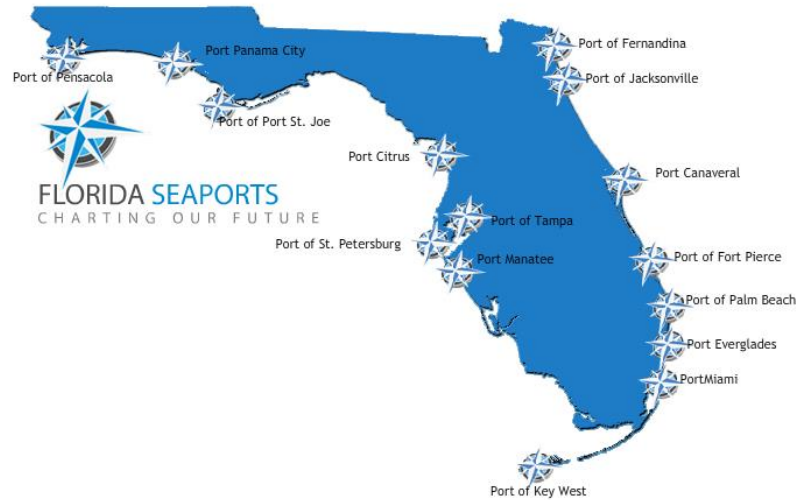 Port of Fernandina
Port Panama City
Port of Pensacola
Port of Jacksonville
Port of Port St. Joe
Port Citrus
Port Canaveral
FLORIDA SEAPORTS
CHARTING OUR FUTURE
Port of Tampa
Port of St. Petersburg
Port Manatee
Port of Fort Pierce
Port of Palm Beach
Port Everglades
PortMiami
Port of Key West